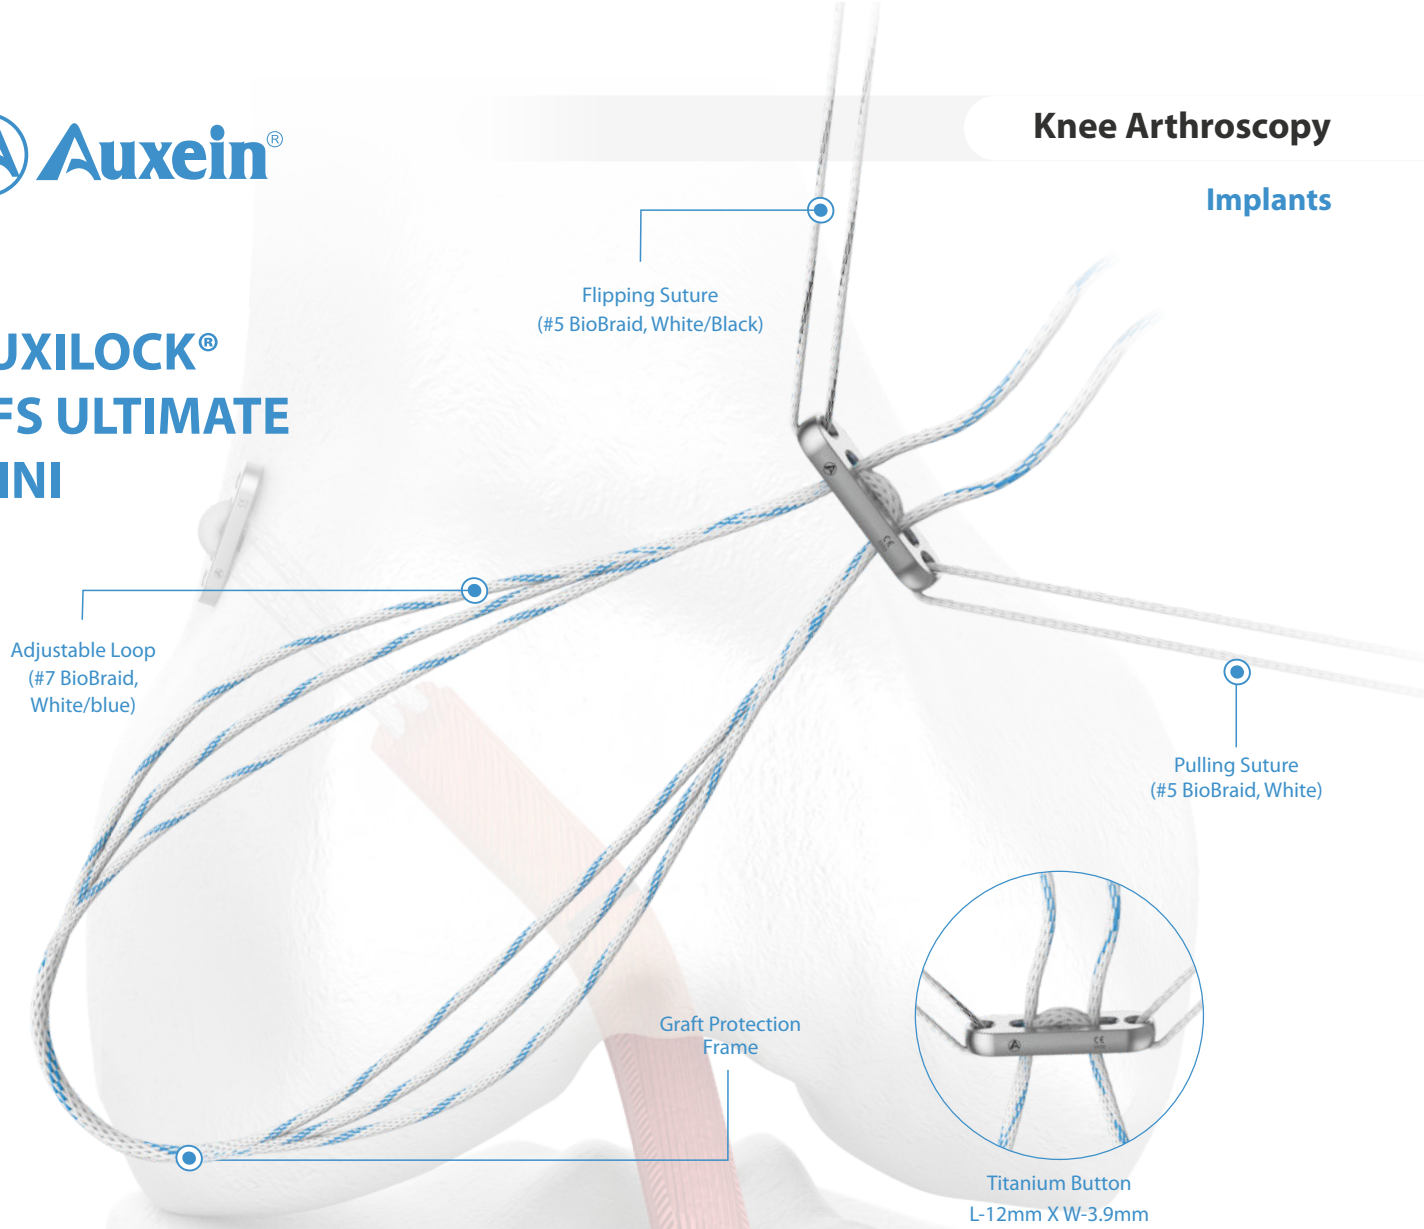 Auxein®
Knee Arthroscopy
Implants
Flipping Suture
(#5 BioBraid, White/Black)
UXILOCK®
FS ULTIMATE
INI
Adjustable Loop
(#7 BioBraid,
White/blue)
Pulling Suture
(#5 BioBraid, White)
Graft Protection
Frame
CE
Titanium Button
L-12mm X W-3.9mm